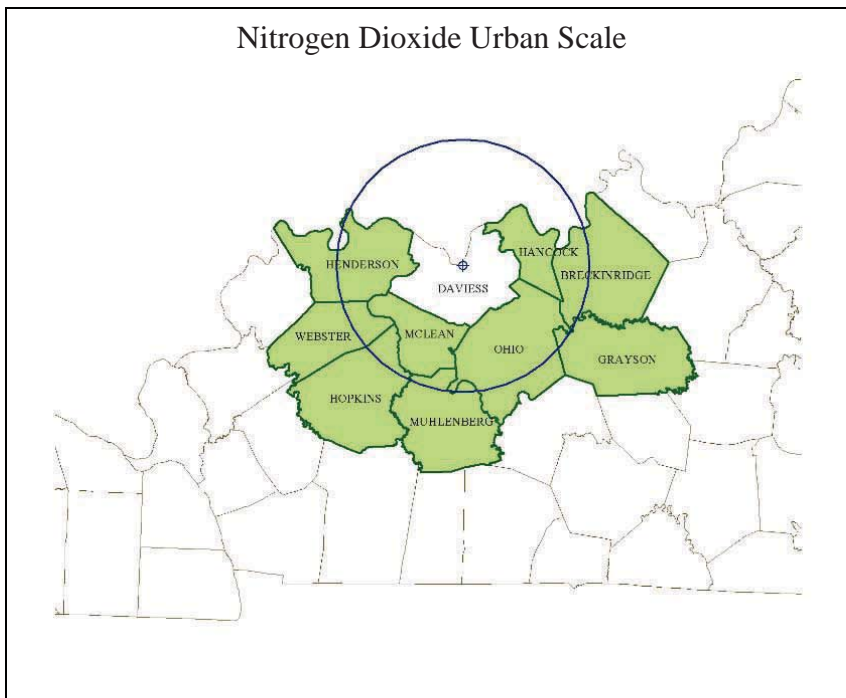 Nitrogen Dioxide Urban Scale
HANCOCK
HENDERSON
BRECKINRIDGE
DAVIESS
WEBSTER
MCLEAN
OHIO
GRAYSON
HOPKINS
MUHLENBERG